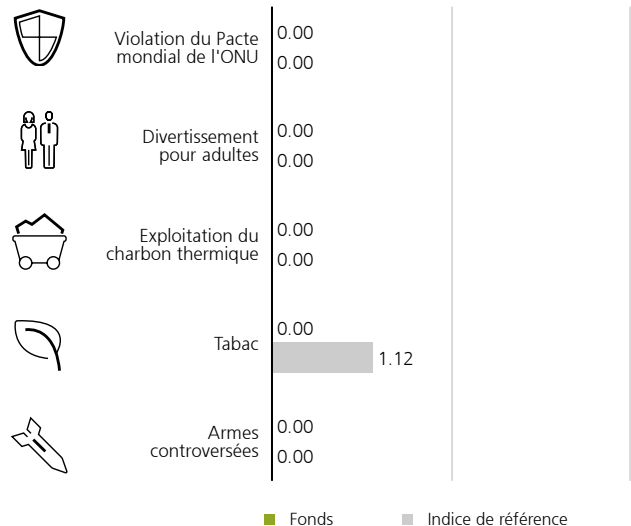 Violation du Pacte
mondial de l'ONU
0.00
0.00
Divertissement
pour adultes
0.00
0.00
Exploitation du
charbon thermique
0.00
0.00
Tabac
0.00
1.12
Armes
controversées
0.00
0.00
Fonds
Indice de référence